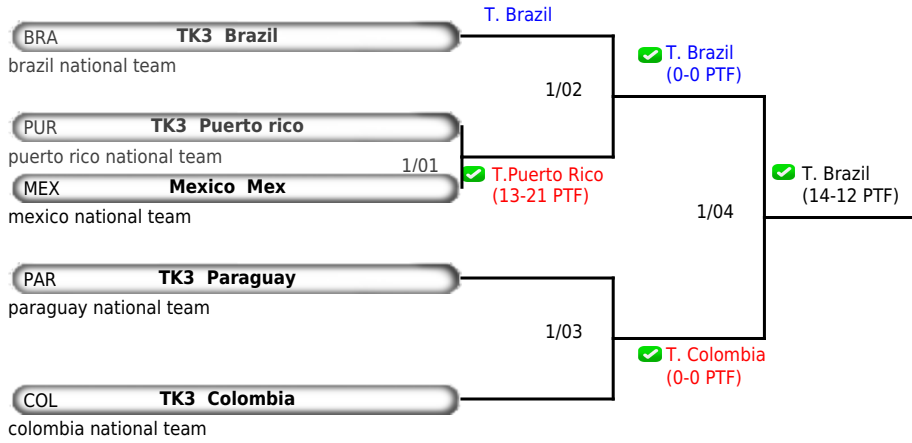 T. Brazil
BRA TK3 Brazil
brazil national team
T. Brazil
(0-0 PTF)
1/02
PUR TK3 Puerto rico
puerto rico national team
1/01
T.Puerto Rico
(13-21 PTF)
MEX Mexico Mex
mexico national team
T. Brazil
(14-12 PTF)
1/04
PAR TK3 Paraguay
paraguay national team
1/03
T. Colombia
(0-0 PTF)
COL TK3 Colombia
colombia national team